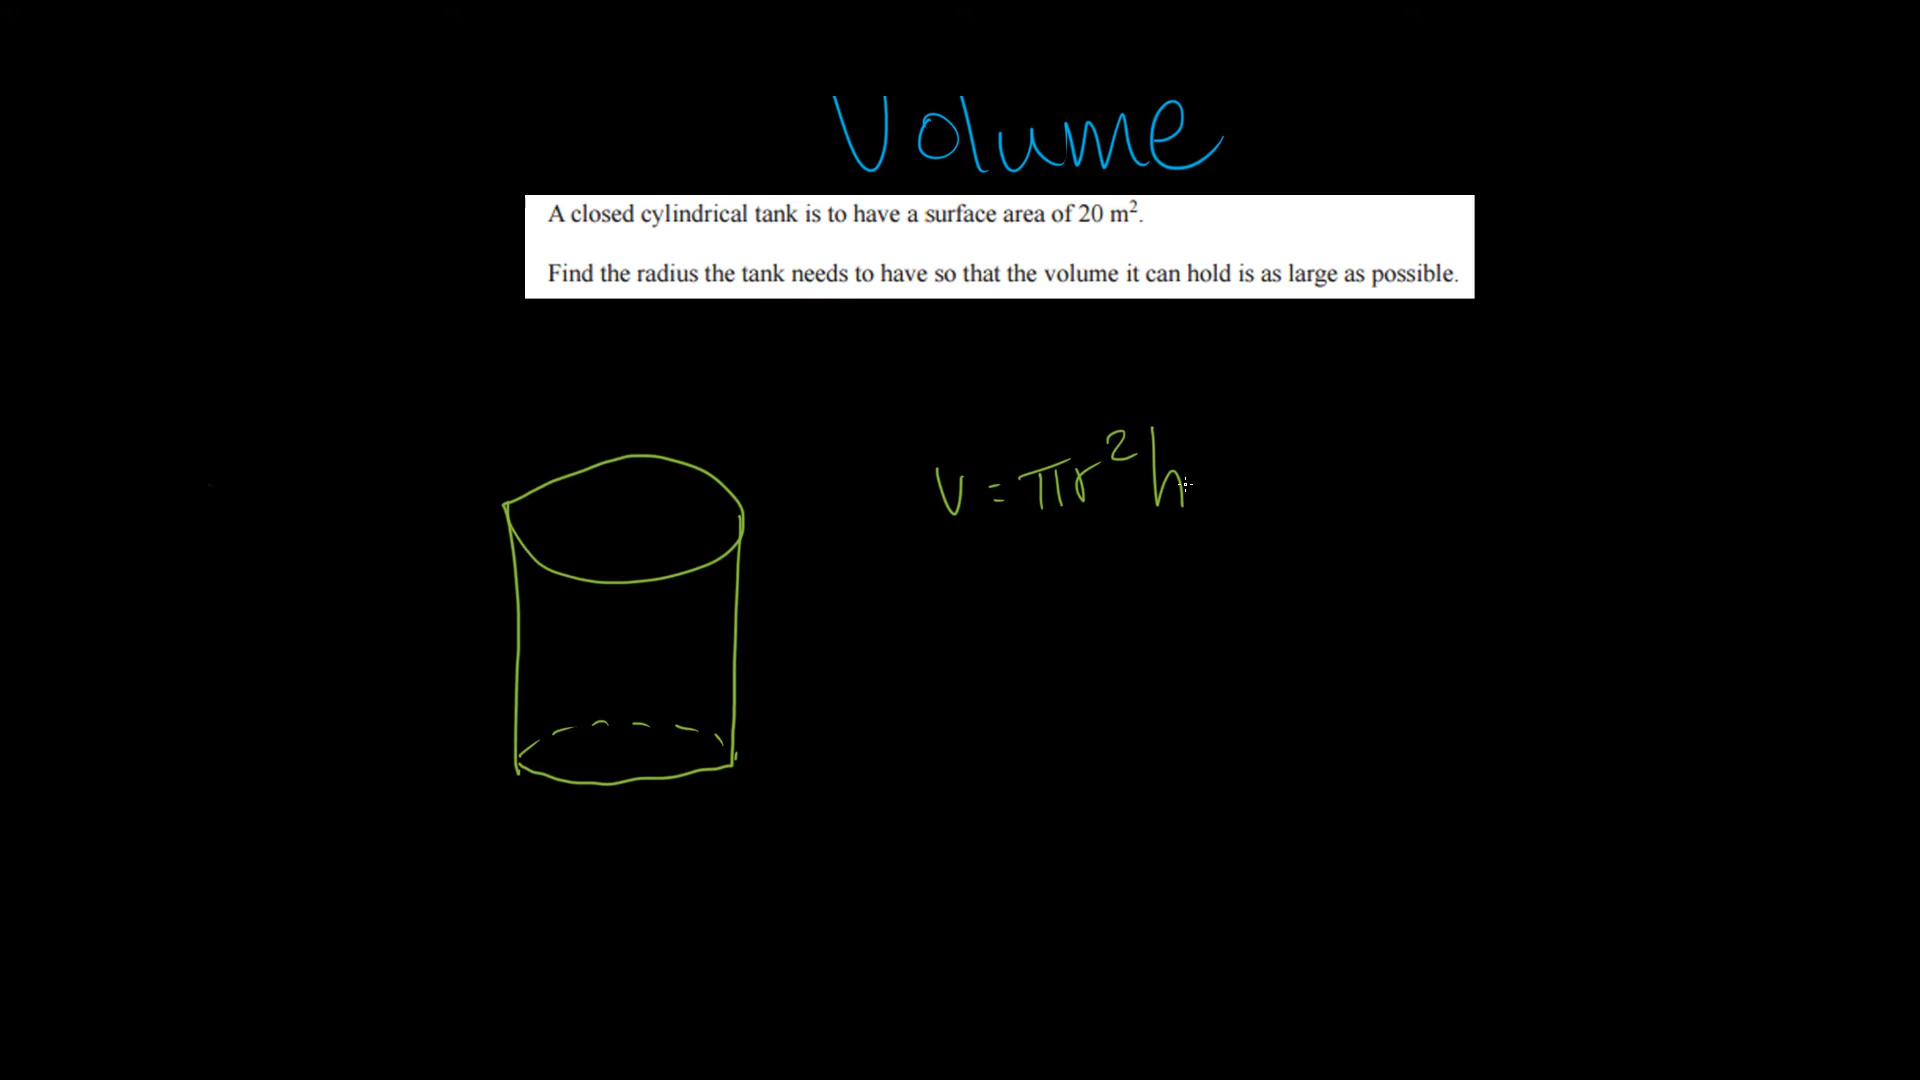 Volume
A closed cylindrical tank is to have a surface area of 20 m².
Find the radius the tank needs to have so that the volume it can hold is as large as possible.
V = πr²h